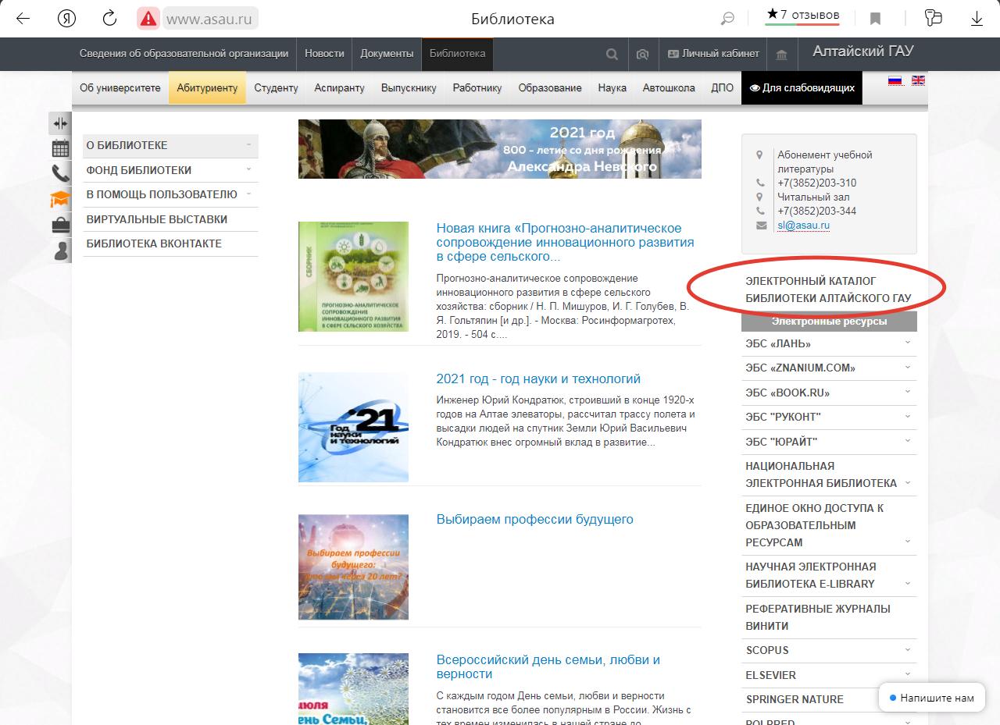 www.asau.ru
Библиотека
★7 отзывов
Сведения об образовательной организации
Новости
Документы
Библиотека
Личный кабинет
Алтайский ГАУ
Об университете
Абитуриенту
Студенту
Аспиранту
Выпускнику
Работнику
Образование
Наука
Автошкола
ДПО
Для слабовидящих
О БИБЛИОТЕКЕ
ФОНД БИБЛИОТЕКИ
В ПОМОЩЬ ПОЛЬЗОВАТЕЛЮ
ВИРТУАЛЬНЫЕ ВЫСТАВКИ
БИБЛИОТЕКА ВКОНТАКТЕ
2021 год
800 - летие со дня рождения
Александра Невского
СБОРНИК
ПРОГНОЗНО-АНАЛИТИЧЕСКОЕ
СОПРОВОЖДЕНИЕ
ИННОВАЦИОННОГО РАЗВИТИЯ
В СФЕРЕ СЕЛЬСКОГО ХОЗЯЙСТВА
Новая книга «Прогнозно-аналитическое
сопровождение инновационного развития
в сфере сельского...
Прогнозно-аналитическое сопровождение
инновационного развития в сфере сельского
хозяйства: сборник / Н. П. Мишуров, И. Г. Голубев, В.
Я. Гольтяпин [и др.]. - Москва: Росинформагротех,
2019. - 504 с....
'21
Год
науки
и технологий
2021 год - год науки и технологий
Инженер Юрий Кондратюк, строивший в конце 1920-х
годов на Алтае элеваторы, рассчитал трассу полета и
высадки людей на спутник Земли Юрий Васильевич
Кондратюк внес огромный вклад в развитие...
Выбираем профессии
будущего:
через 20 лет?
Выбираем профессии будущего
июля
День Семьи,
Всероссийский день семьи, любви и
верности
С каждым годом День семьи, любви и верности
становится все более популярным в России. Жизнь с
тех времен изменилась в нашей стране до
Абонемент учебной
литературы
+7(3852)203-310
Читальный зал
+7(3852)203-344
sl@asau.ru
ЭЛЕКТРОННЫЙ КАТАЛОГ
БИБЛИОТЕКИ АЛТАЙСКОГО ГАУ
Электронные ресурсы
ЭБС «ЛАНЬ»
ЭБС «ZNANIUM.COM»
ЭБС «BOOK.RU»
ЭБС "РУКОНТ"
ЭБС "ЮРАЙТ"
НАЦИОНАЛЬНАЯ
ЭЛЕКТРОННАЯ БИБЛИОТЕКА
ЕДИНОЕ ОКНО ДОСТУПА К
ОБРАЗОВАТЕЛЬНЫМ
РЕСУРСАМ
НАУЧНАЯ ЭЛЕКТРОННАЯ
БИБЛИОТЕКА E-LIBRARY
РЕФЕРАТИВНЫЕ ЖУРНАЛЫ
ВИНИТИ
SCOPUS
ELSEVIER
SPRINGER NATURE
POLPRED
Напишите нам